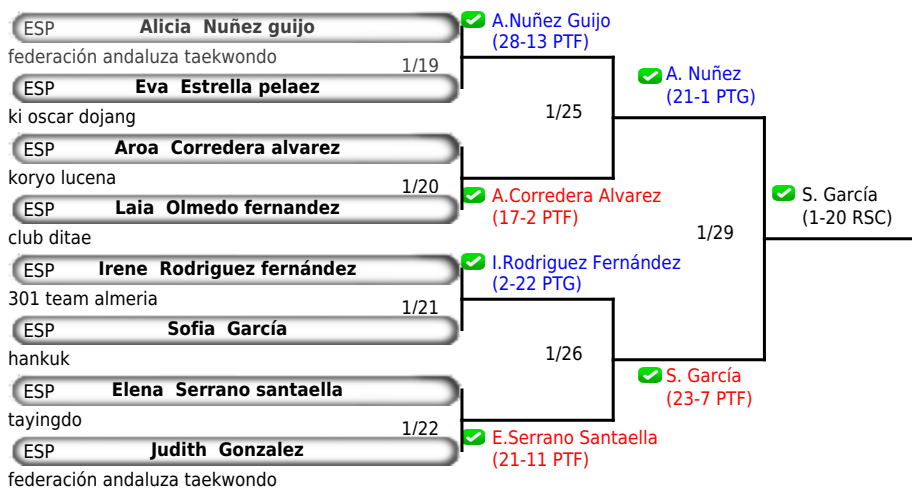 ESP Alicia Nuñez guijo
federación andaluza taekwondo
1/19
ESP Eva Estrella pelaez
ki oscar dojang
ESP Aroa Corredera alvarez
koryo lucena
1/20
ESP Laia Olmedo fernandez
club ditae
ESP Irene Rodriguez fernández
301 team almeria
1/21
ESP Sofia García
hankuk
ESP Elena Serrano santaella
tayingdo
1/22
ESP Judith Gonzalez
federación andaluza taekwondo
A.Nuñez Guijo
(28-13 PTF)
1/25
A.Corredera Alvarez
(17-2 PTF)
I.Rodriguez Fernández
(2-22 PTG)
1/26
E.Serrano Santaella
(21-11 PTF)
A. Nuñez
(21-1 PTG)
1/29
S. García
(23-7 PTF)
S. García
(1-20 RSC)